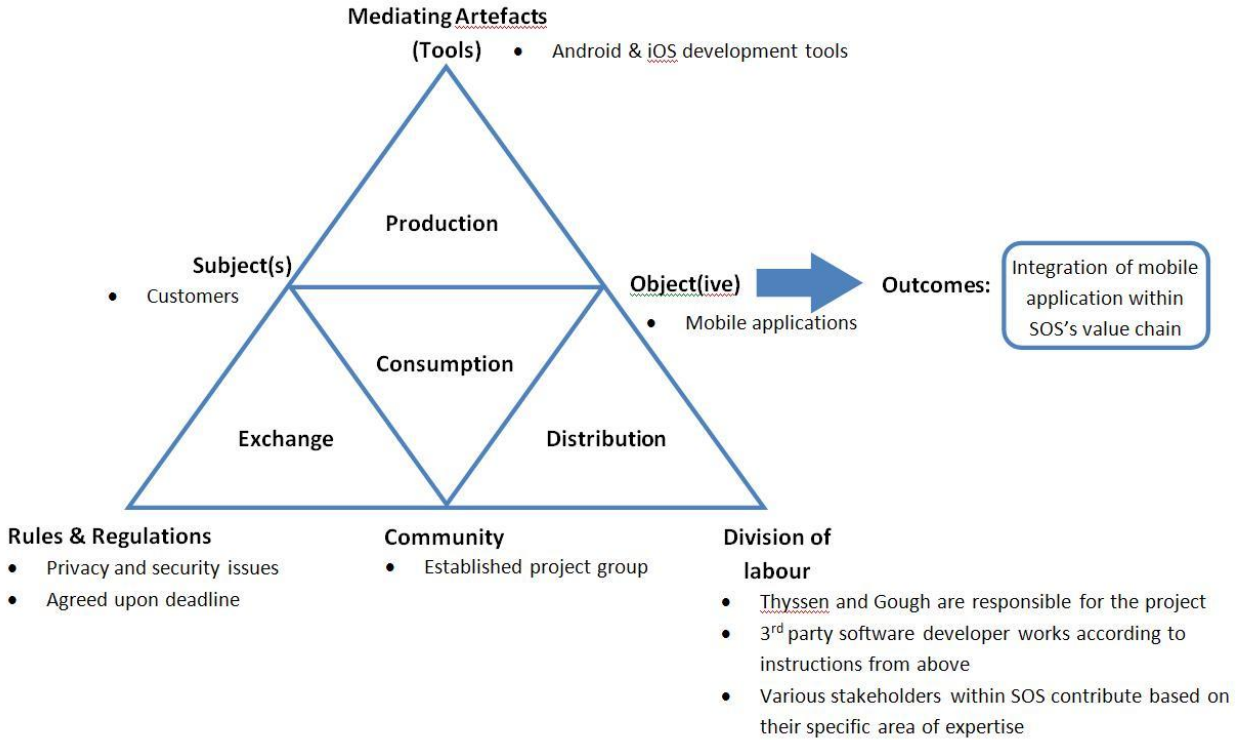 Mediating Artefacts
(Tools)
• Android & iOS development tools
Production
Subject(s)
• Customers
Object(ive)
• Mobile applications
Outcomes:
Integration of mobile
application within
SOS's value chain
Consumption
Exchange
Distribution
Rules & Regulations
• Privacy and security issues
• Agreed upon deadline
Community
• Established project group
Division of
labour
• Thyssen and Gough are responsible for the project
• 3rd party software developer works according to
instructions from above
• Various stakeholders within SOS contribute based on
their specific area of expertise